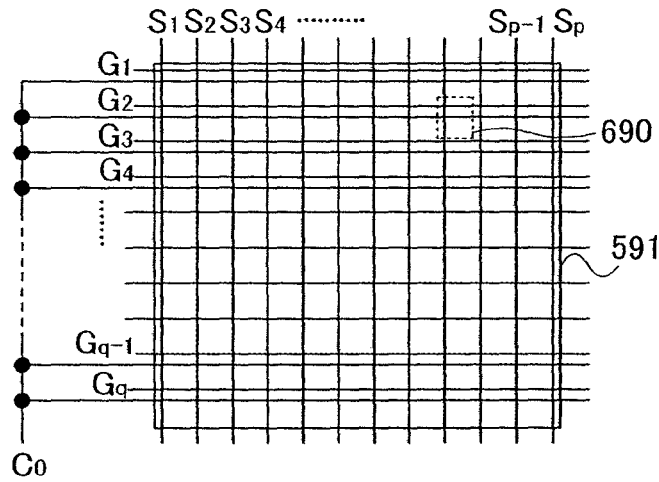 S1 S2 S3 S4 ......... Sp-1 Sp
G1
G2
690
G3
G4
591
Gq-1
Gq
C0